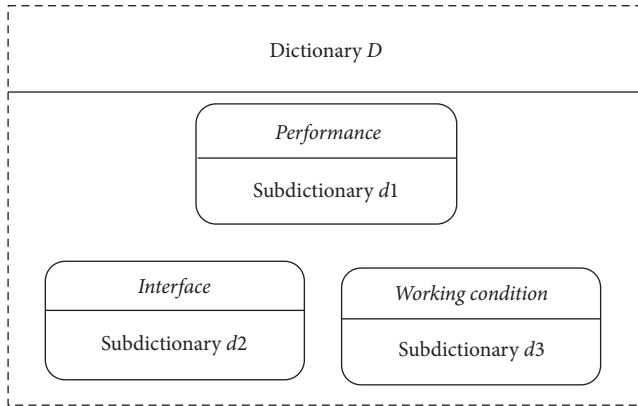 Dictionary D
Performance
Subdictionary d1
Interface
Subdictionary d2
Working condition
Subdictionary d3